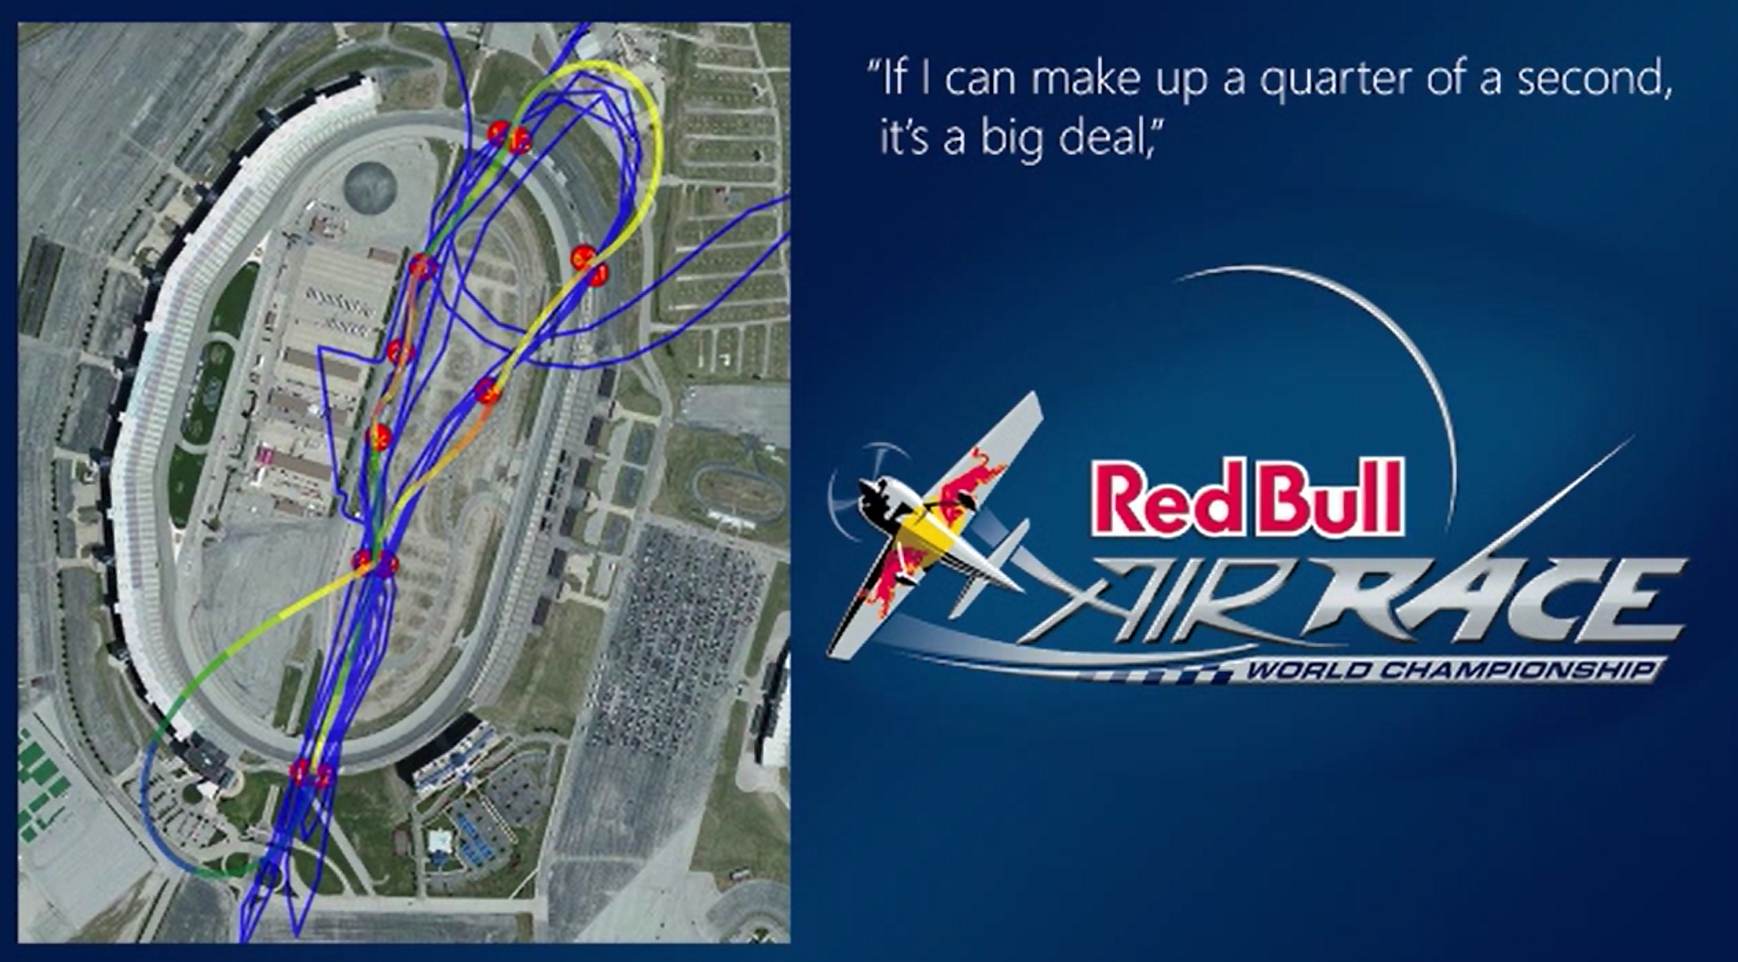 “If I can make up a quarter of a second,
it’s a big deal,”
Red Bull
AIR RACE
WORLD CHAMPIONSHIP